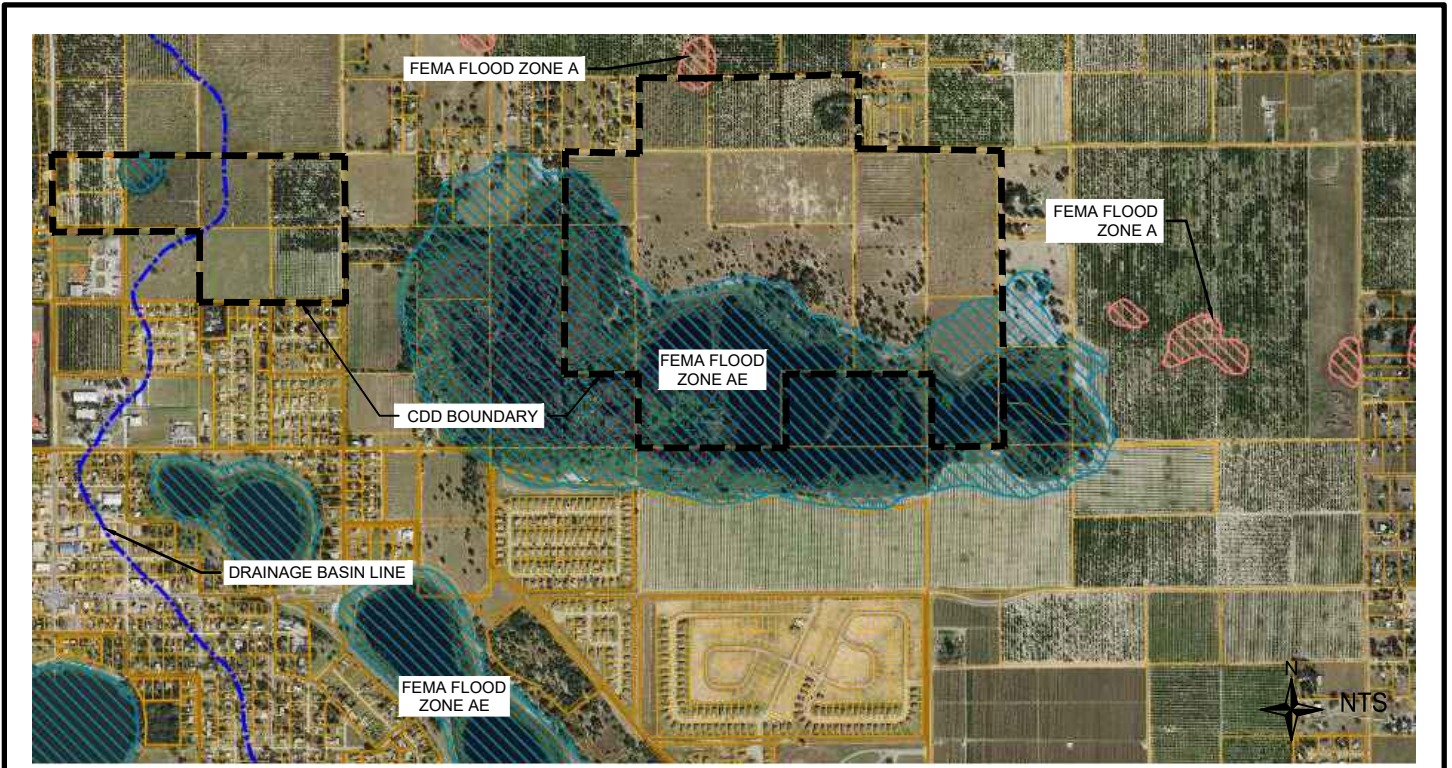 FEMA FLOOD ZONE A
FEMA FLOOD
ZONE A
FEMA FLOOD
ZONE AE
CDD BOUNDARY
DRAINAGE BASIN LINE
FEMA FLOOD
ZONE AE
N
NTS